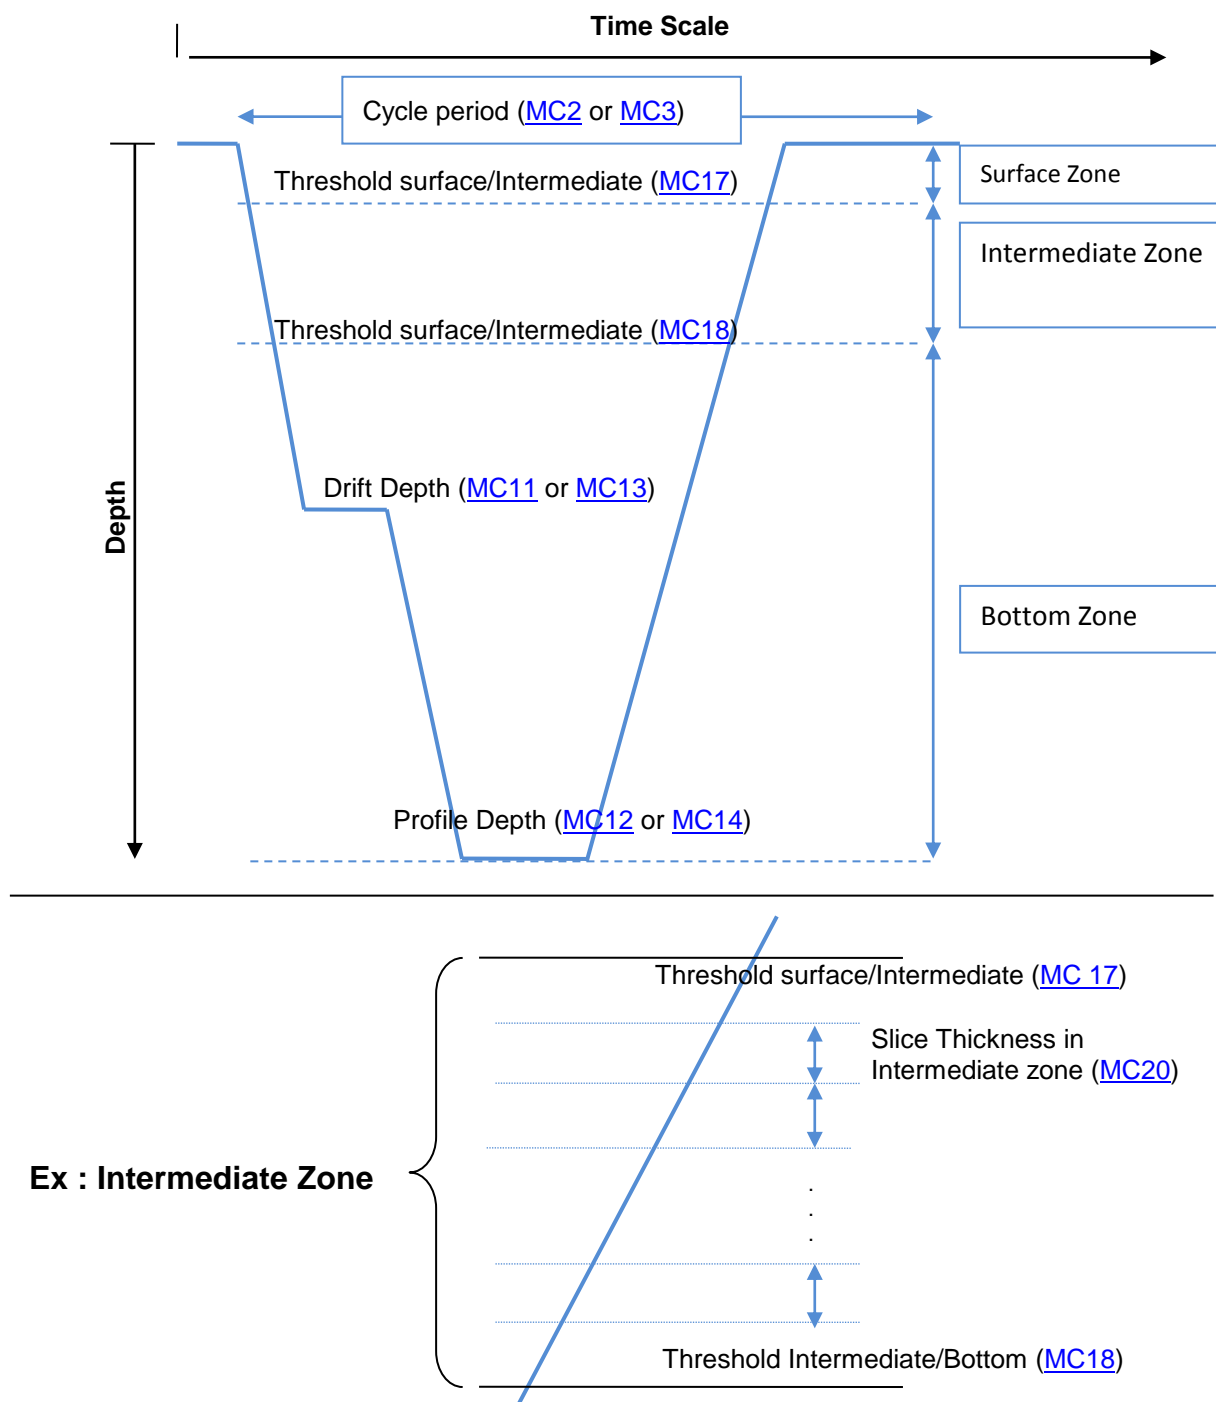 Time Scale
Cycle period (MC2 or MC3)
Threshold surface/Intermediate (MC17)
Surface Zone
Intermediate Zone
Threshold surface/Intermediate (MC18)
Drift Depth (MC11 or MC13)
Depth
Bottom Zone
Profile Depth (MC12 or MC14)
Threshold surface/Intermediate (MC 17)
Slice Thickness in
Intermediate zone (MC20)
Ex : Intermediate Zone
.
.
.
Threshold Intermediate/Bottom (MC18)